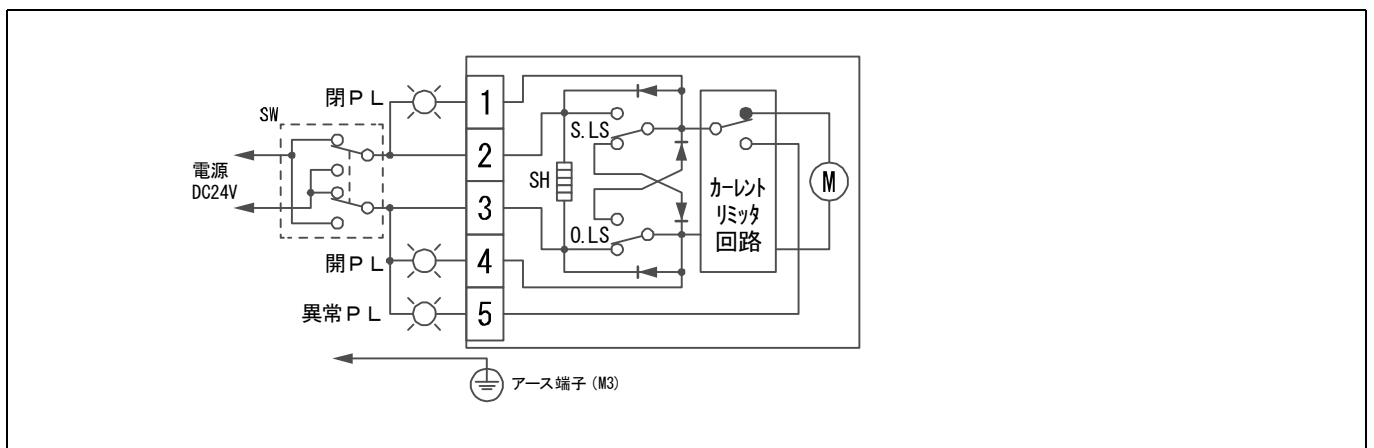 閉PL
SW
電源
DC24V
開PL
異常PL
1
2
3
4
5
S.LS
SH
O.LS
カーレント
リミッタ
回路
M
アース端子(M3)